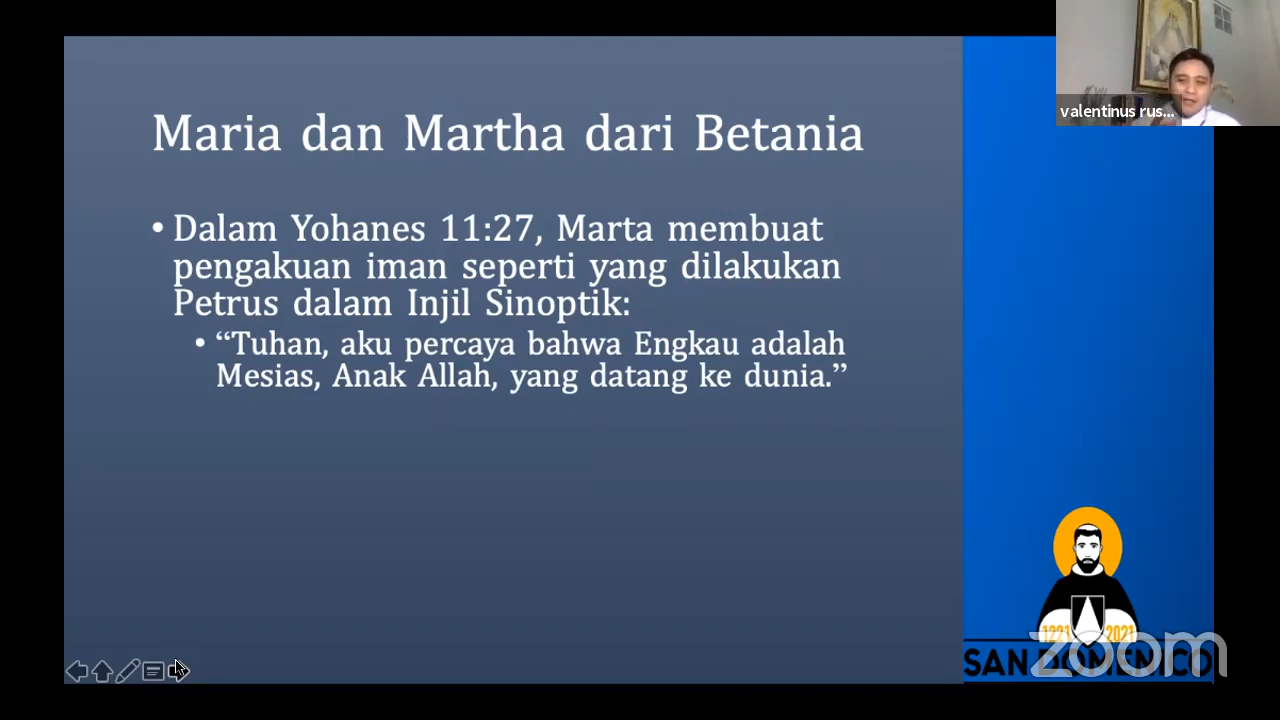 valentinus rus...
Maria dan Martha dari Betania
• Dalam Yohanes 11:27, Marta membuat
pengakuan iman seperti yang dilakukan
Petrus dalam Injil Sinoptik:
• “Tuhan, aku percaya bahwa Engkau adalah
Mesias, Anak Allah, yang datang ke dunia.”
1221 2021
SAN DOMENICO
zoom